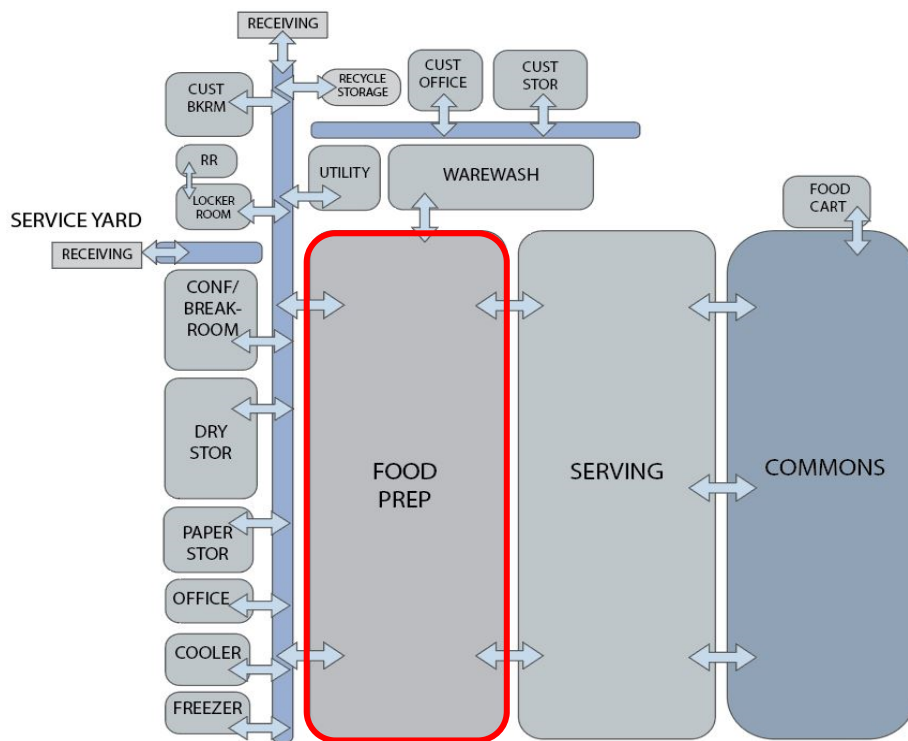 RECEIVING
CUST
BKRM
RECYCLE
STORAGE
CUST
OFFICE
CUST
STOR
RR
LOCKER
ROOM
UTILITY
WAREWASH
FOOD
CART
SERVICE YARD
RECEIVING
CONF/
BREAK-
ROOM
DRY
STOR
FOOD
PREP
SERVING
COMMONS
PAPER
STOR
OFFICE
COOLER
FREEZER